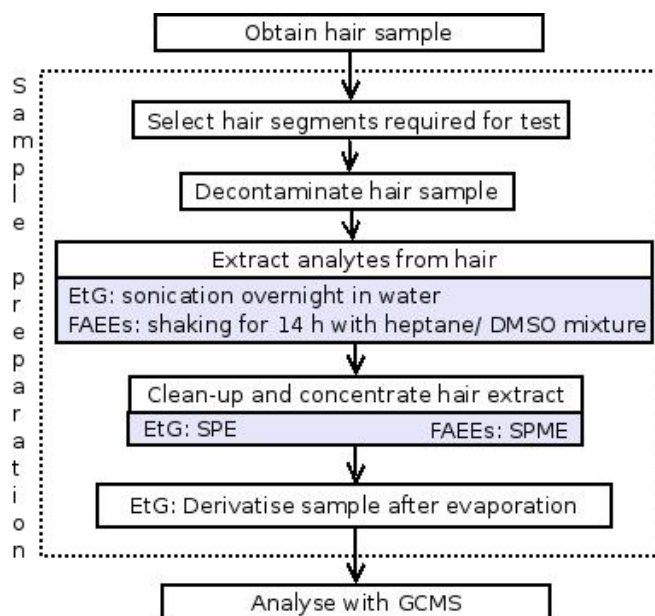 Obtain hair sample
Sample preparation
Select hair segments required for test
Decontaminate hair sample
Extract analytes from hair
EtG: sonication overnight in water
FAEEs: shaking for 14 h with heptane/ DMSO mixture
Clean-up and concentrate hair extract
EtG: SPE FAEEs: SPME
EtG: Derivatise sample after evaporation
Analyse with GCMS